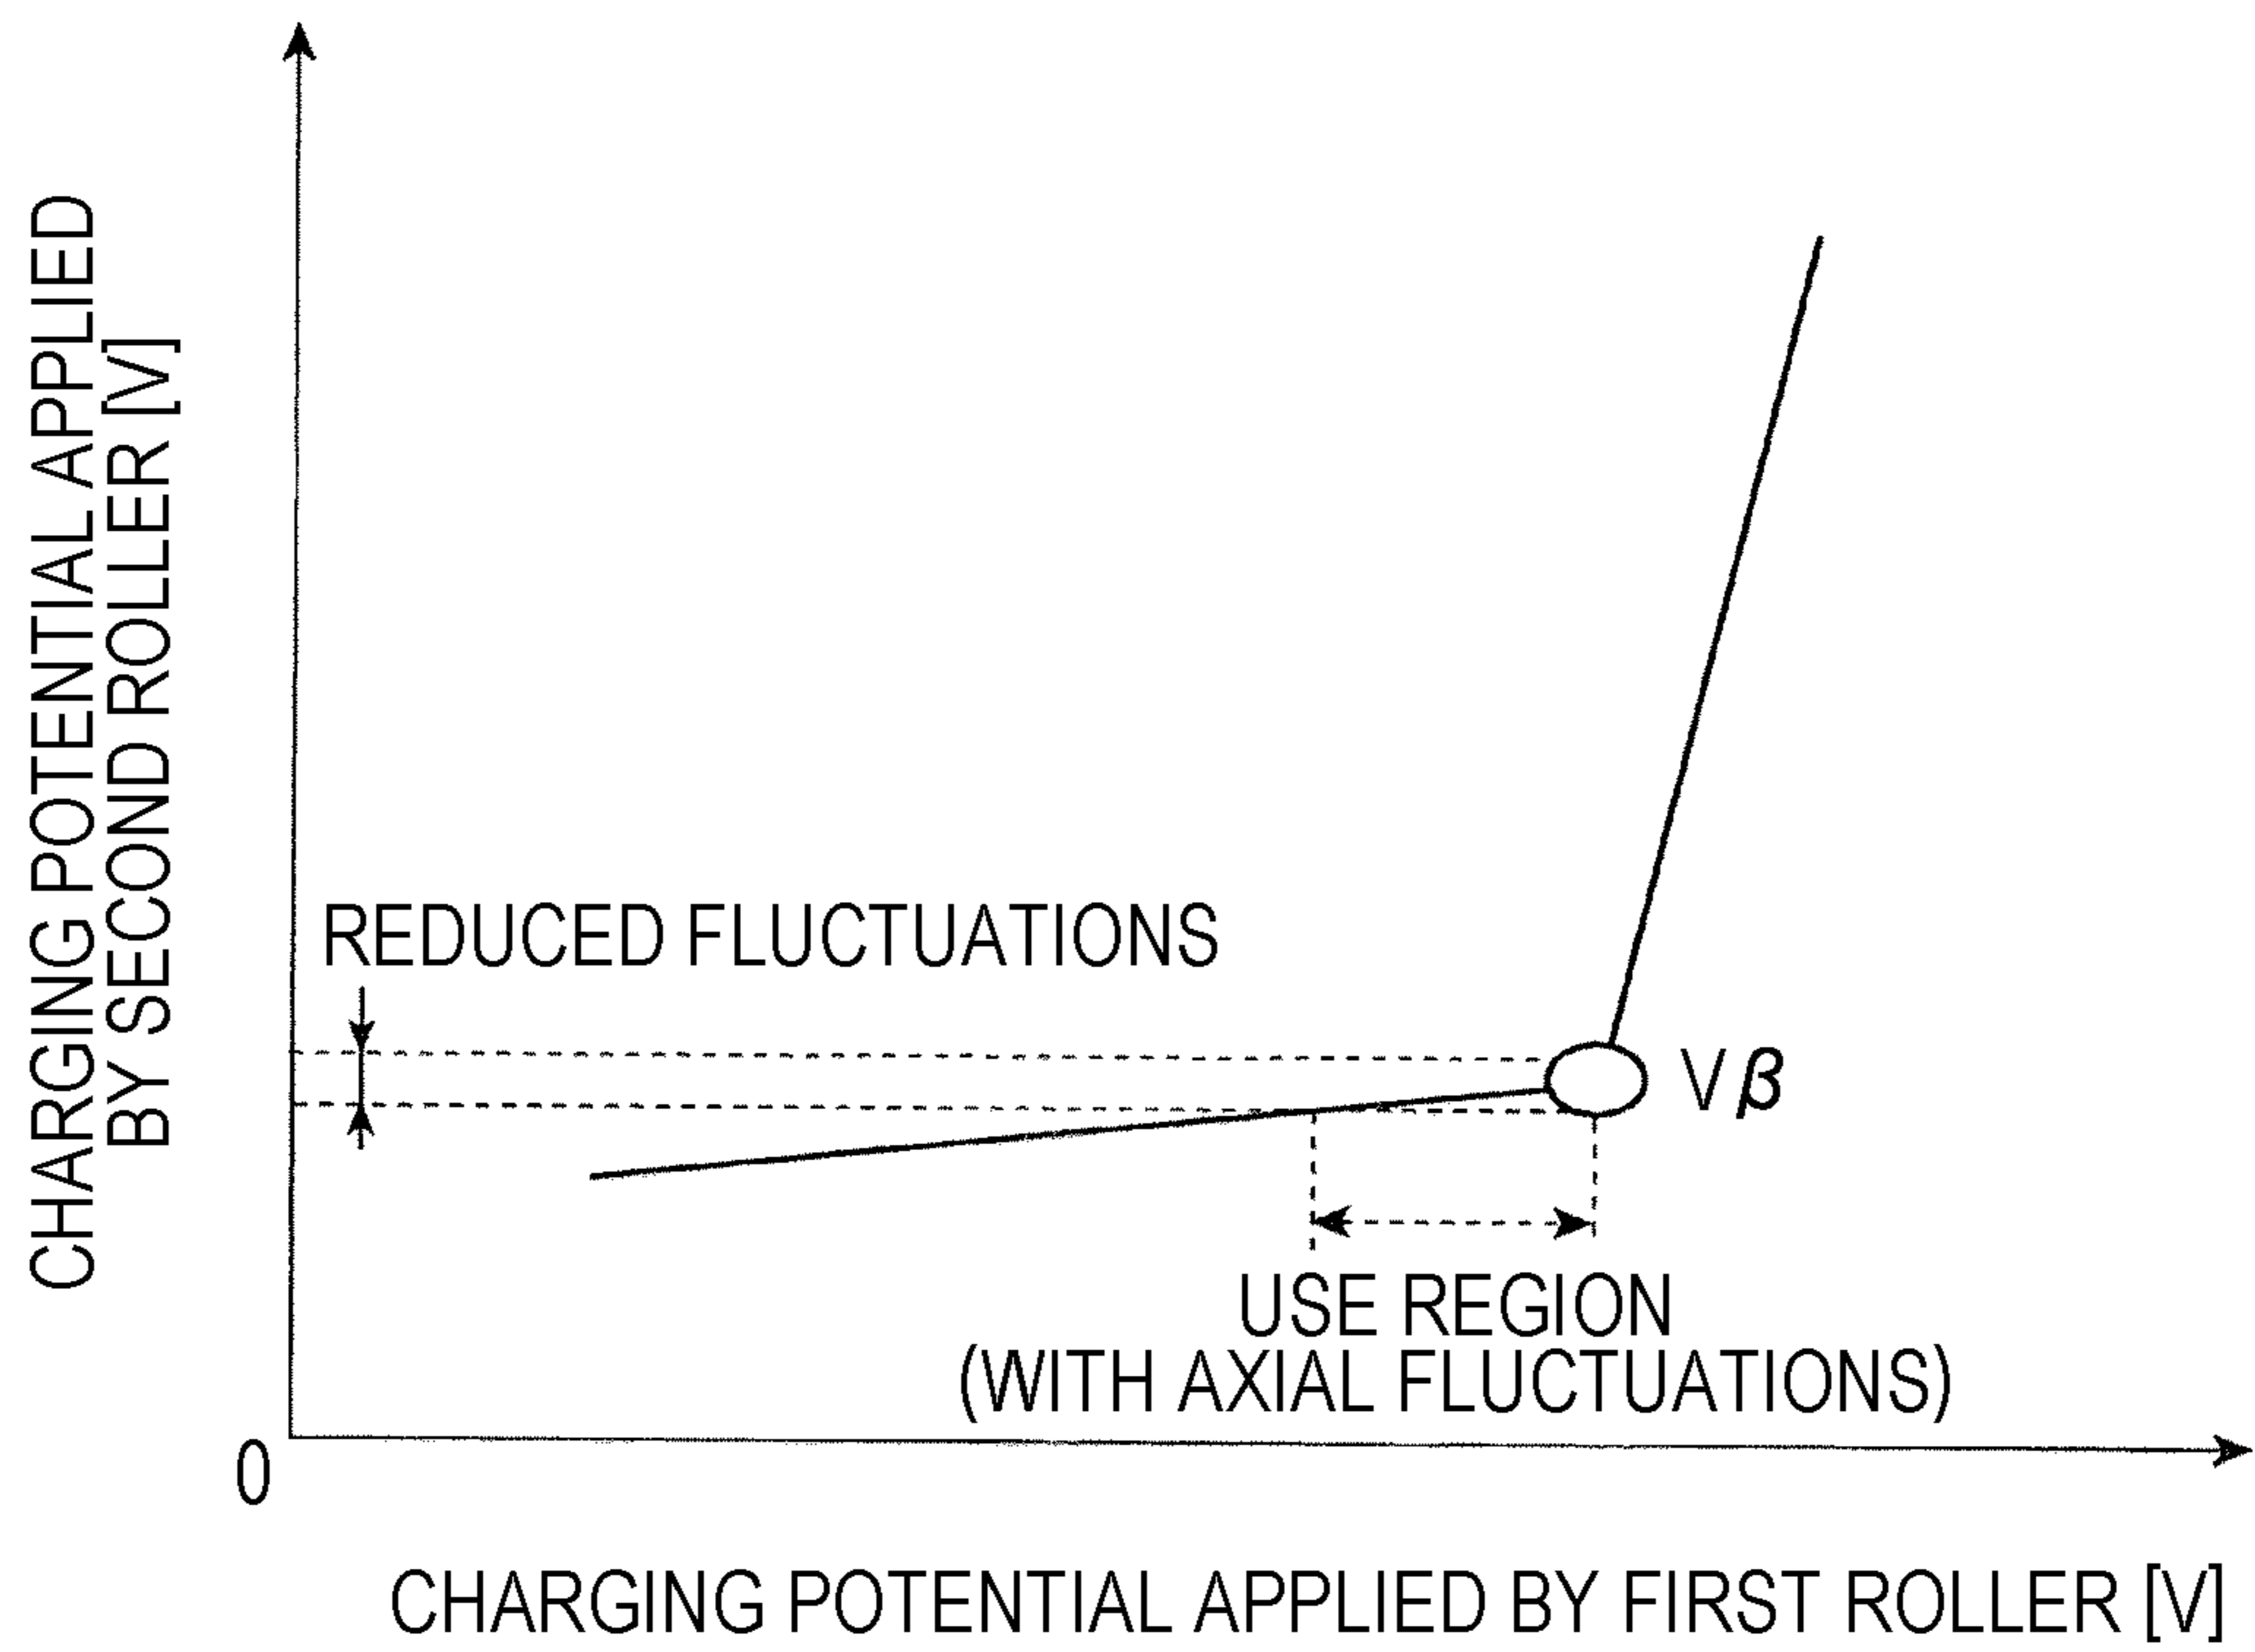 CHARGING POTENTIAL APPLIED
BY SECOND ROLLER [V]
REDUCED FLUCTUATIONS
Vβ
USE REGION
(WITH AXIAL FLUCTUATIONS)
0
CHARGING POTENTIAL APPLIED BY FIRST ROLLER [V]